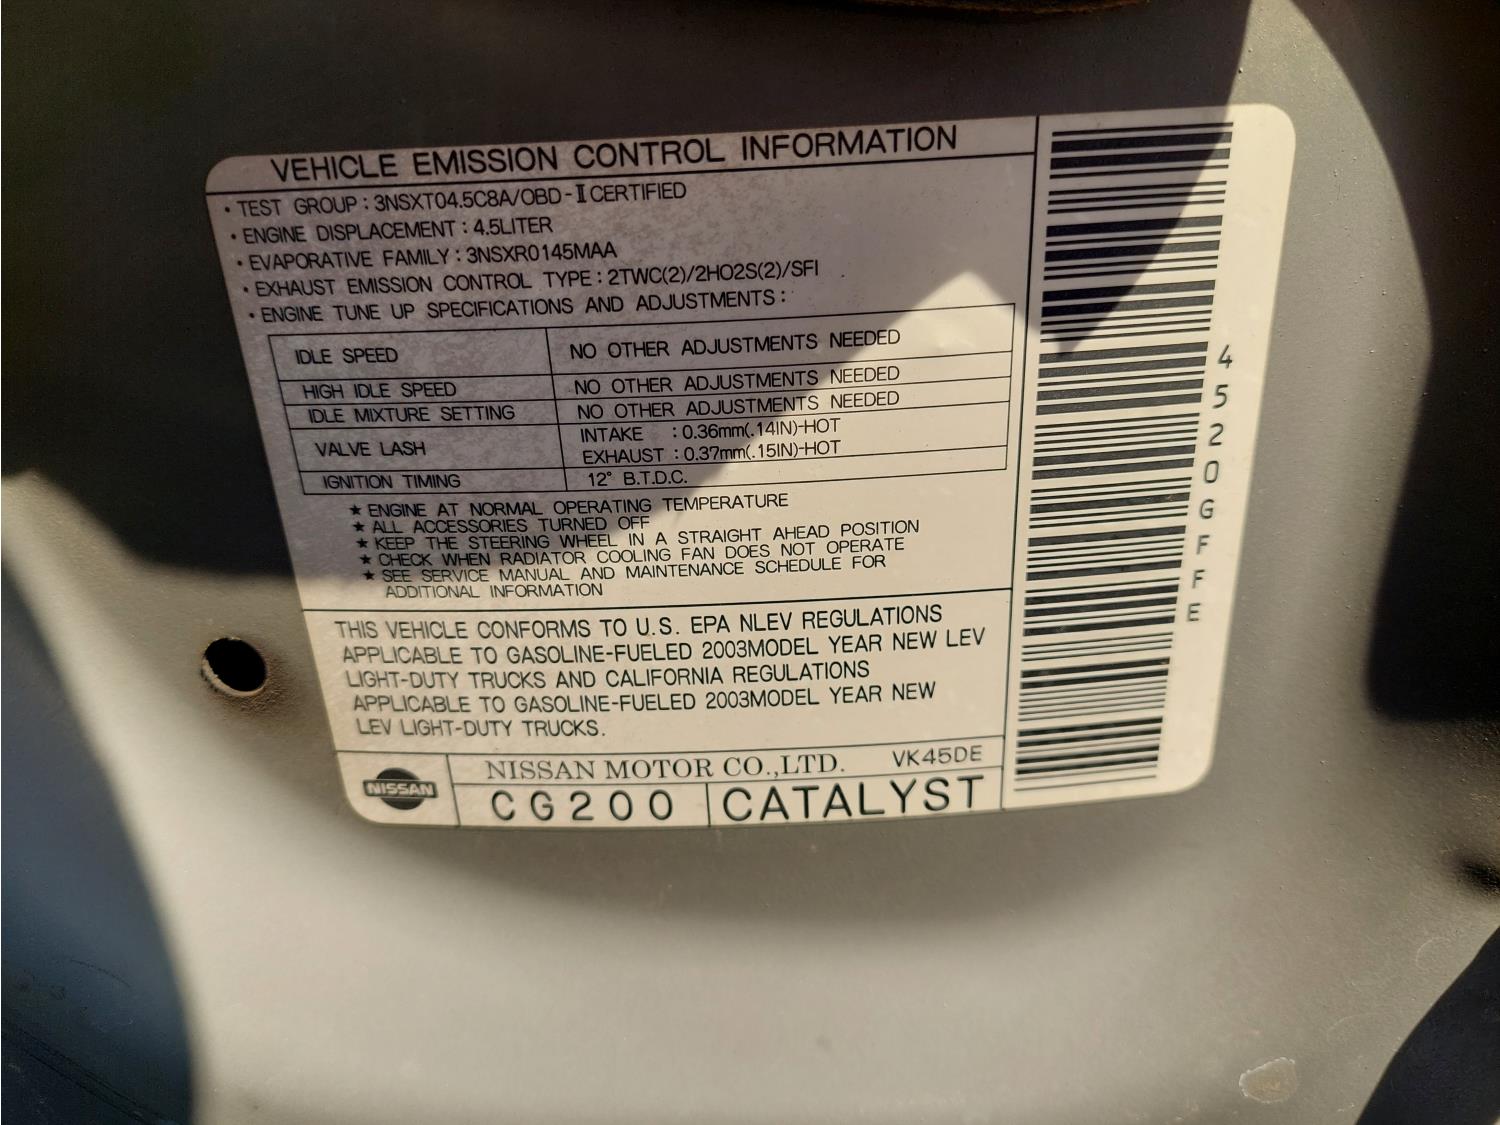 VEHICLE EMISSION CONTROL INFORMATION
・TEST GROUP : 3NSXT04.5C8A/OBD-Ⅱ CERTIFIED
・ENGINE DISPLACEMENT : 4.5LITER
・EVAPORATIVE FAMILY : 3NSXR0145MAA
・EXHAUST EMISSION CONTROL TYPE : 2TWC(2)/2HO2S(2)/SFI
・ENGINE TUNE UP SPECIFICATIONS AND ADJUSTMENTS :
IDLE SPEED NO OTHER ADJUSTMENTS NEEDED
HIGH IDLE SPEED NO OTHER ADJUSTMENTS NEEDED
IDLE MIXTURE SETTING NO OTHER ADJUSTMENTS NEEDED
VALVE LASH INTAKE : 0.36mm(.14IN)-HOT
EXHAUST : 0.37mm(.15IN)-HOT
IGNITION TIMING 12° B.T.D.C.
★ ENGINE AT NORMAL OPERATING TEMPERATURE
★ ALL ACCESSORIES TURNED OFF
★ KEEP THE STEERING WHEEL IN A STRAIGHT AHEAD POSITION
★ CHECK WHEN RADIATOR COOLING FAN DOES NOT OPERATE
★ SEE SERVICE MANUAL AND MAINTENANCE SCHEDULE FOR
ADDITIONAL INFORMATION
THIS VEHICLE CONFORMS TO U.S. EPA NLEV REGULATIONS
APPLICABLE TO GASOLINE-FUELED 2003MODEL YEAR NEW LEV
LIGHT-DUTY TRUCKS AND CALIFORNIA REGULATIONS
APPLICABLE TO GASOLINE-FUELED 2003MODEL YEAR NEW
LEV LIGHT-DUTY TRUCKS.
NISSAN
NISSAN MOTOR CO.,LTD. VK45DE
CG200 CATALYST
4520GFFE